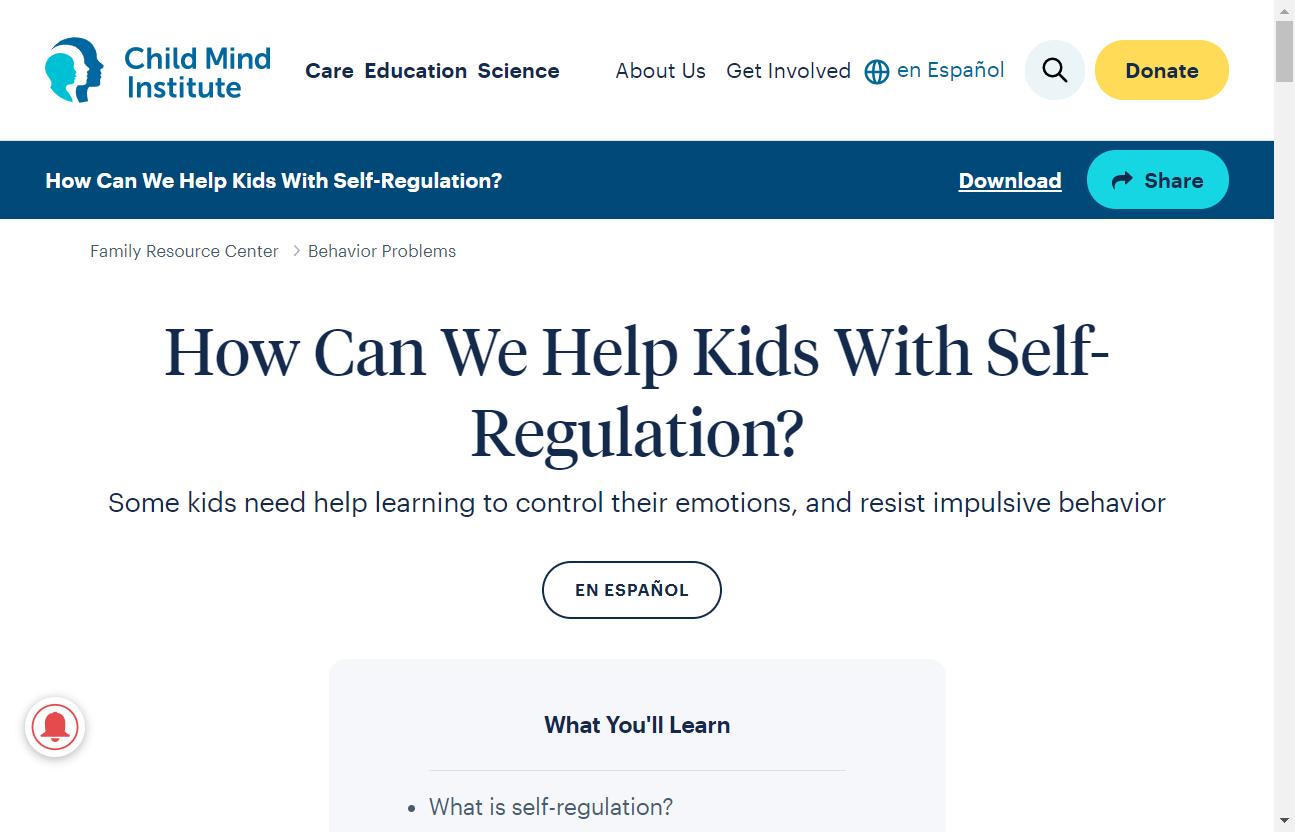 Child Mind
Institute
Care Education Science
About Us Get Involved en Español
Donate
How Can We Help Kids With Self-Regulation?
Download
Share
Family Resource Center
Behavior Problems
How Can We Help Kids With Self-
Regulation?
Some kids need help learning to control their emotions, and resist impulsive behavior
EN ESPAÑOL
What You'll Learn
• What is self-regulation?